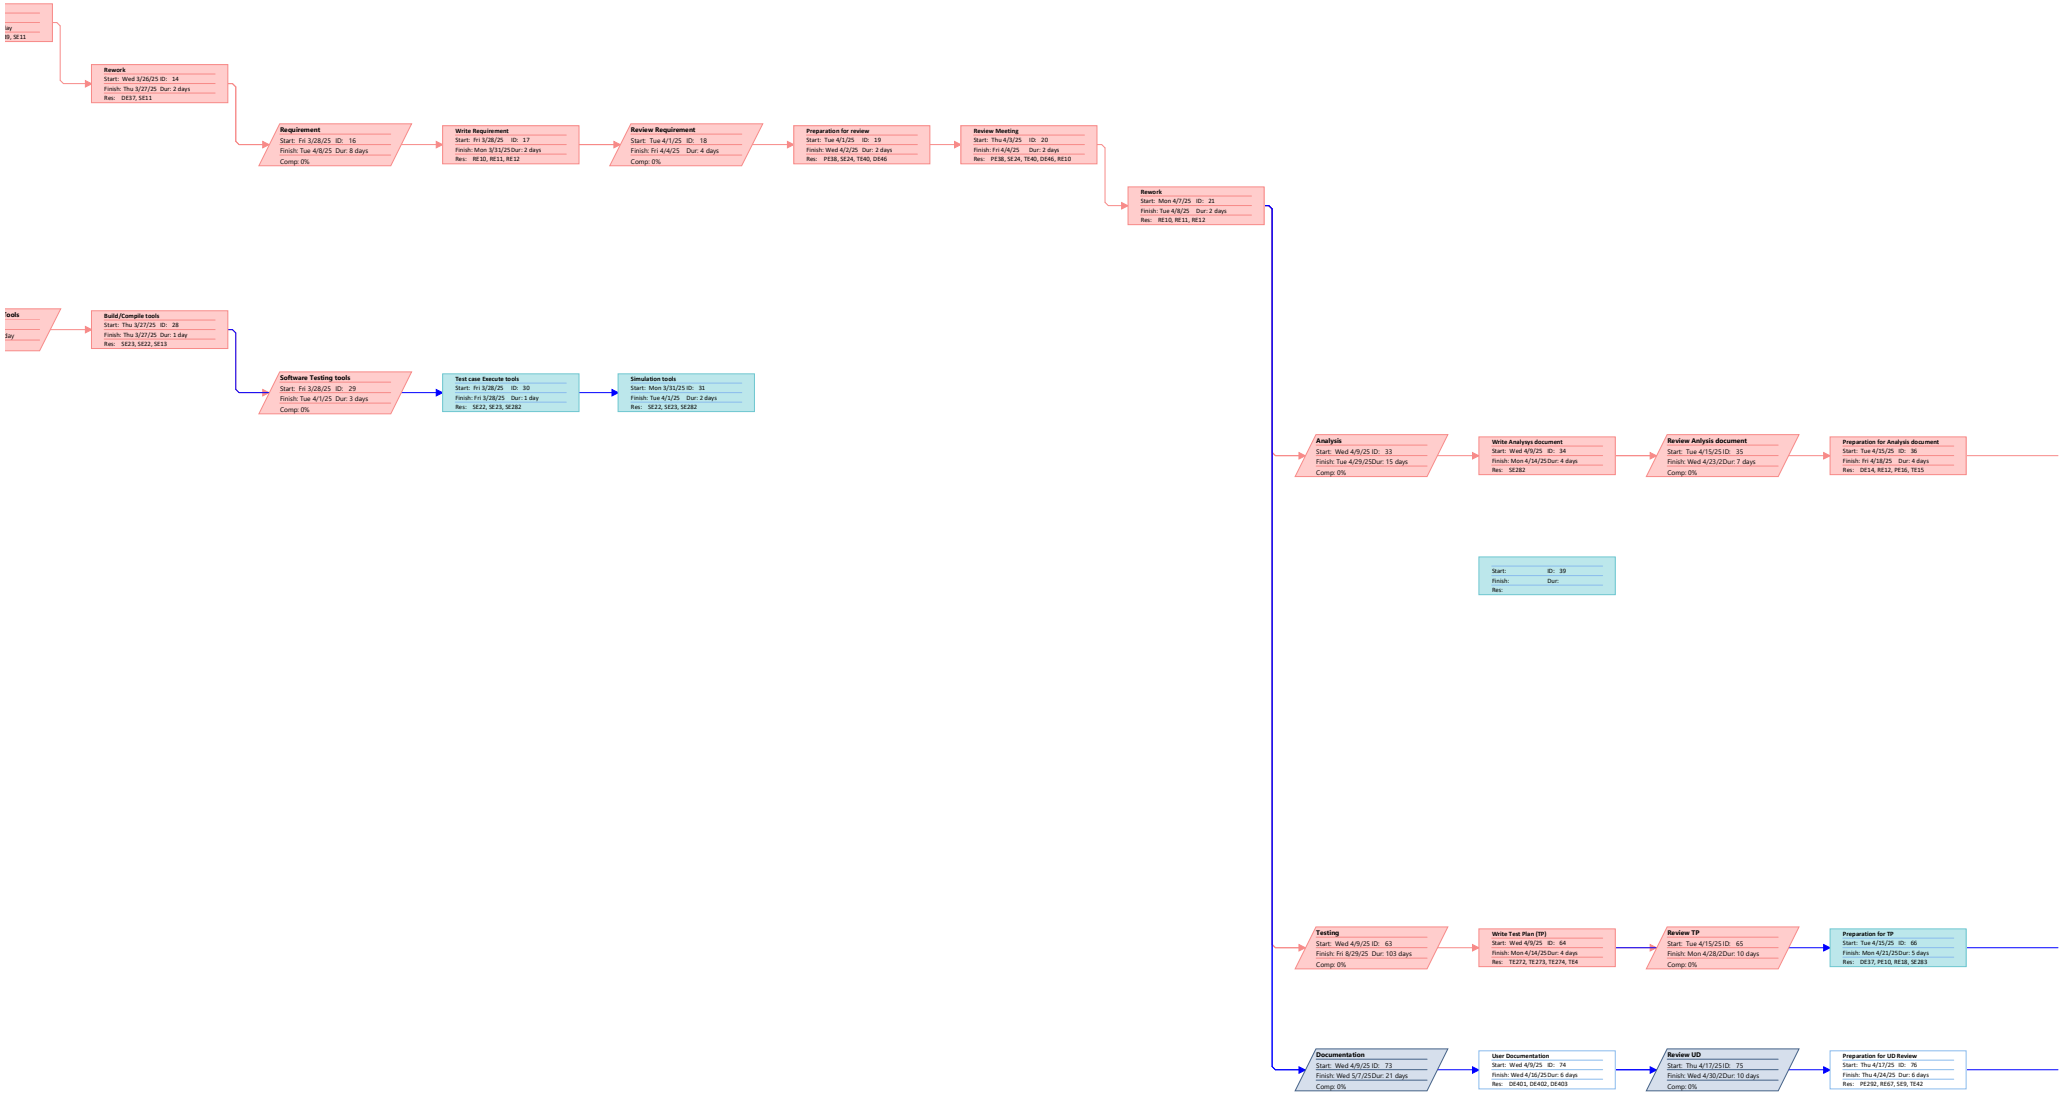 SE11
Rework
Start: Wed 3/26/25 ID: 14
Finish: Thu 3/27/25 Dur: 2 days
Res: DE37, SE11
Requirement
Start: Fri 3/28/25 ID: 16
Finish: Tue 4/8/25 Dur: 8 days
Comp: 0%
Write Requirement
Start: Fri 3/28/25 ID: 17
Finish: Mon 3/31/25 Dur: 2 days
Res: RE10, RE11, RE12
Review Requirement
Start: Tue 4/1/25 ID: 18
Finish: Fri 4/4/25 Dur: 4 days
Comp: 0%
Preparation for review
Start: Tue 4/1/25 ID: 19
Finish: Wed 4/2/25 Dur: 2 days
Res: PE38, SE24, TE40, DE46
Review Meeting
Start: Thu 4/3/25 ID: 20
Finish: Fri 4/4/25 Dur: 2 days
Res: PE38, SE24, TE40, DE46, RE10
Rework
Start: Mon 4/7/25 ID: 21
Finish: Tue 4/8/25 Dur: 2 days
Res: RE10, RE11, RE12
Build/Compile tools
Start: Thu 3/27/25 ID: 28
Finish: Thu 3/27/25 Dur: 1 day
Res: SE23, SE22, SE13
Software Testing tools
Start: Fri 3/28/25 ID: 29
Finish: Tue 4/1/25 Dur: 3 days
Comp: 0%
Test case Execute tools
Start: Fri 3/28/25 ID: 30
Finish: Fri 3/28/25 Dur: 1 day
Res: SE22, SE23, SE282
Simulation tools
Start: Mon 3/31/25 ID: 31
Finish: Tue 4/1/25 Dur: 2 days
Res: SE22, SE23, SE282
Analysis
Start: Wed 4/9/25 ID: 33
Finish: Tue 4/29/25 Dur: 15 days
Comp: 0%
Write Analysys document
Start: Wed 4/9/25 ID: 34
Finish: Mon 4/14/25 Dur: 4 days
Res: SE282
Review Anlysis document
Start: Tue 4/15/25 ID: 35
Finish: Wed 4/23/2 Dur: 7 days
Comp: 0%
Preparation for Analysis document
Start: Tue 4/15/25 ID: 36
Finish: Fri 4/18/25 Dur: 4 days
Res: DE14, RE12, PE16, TE15
Start: ID: 39
Finish: Dur:
Res:
Testing
Start: Wed 4/9/25 ID: 63
Finish: Fri 8/29/25 Dur: 103 days
Comp: 0%
Write Test Plan (TP)
Start: Wed 4/9/25 ID: 64
Finish: Mon 4/14/25 Dur: 4 days
Res: TE272, TE273, TE274, TE4
Review TP
Start: Tue 4/15/25 ID: 65
Finish: Mon 4/28/2 Dur: 10 days
Comp: 0%
Preparation for TP
Start: Tue 4/15/25 ID: 66
Finish: Mon 4/21/25 Dur: 5 days
Res: DE37, PE10, RE18, SE283
Documentation
Start: Wed 4/9/25 ID: 73
Finish: Wed 5/7/25 Dur: 21 days
Comp: 0%
User Documentation
Start: Wed 4/9/25 ID: 74
Finish: Wed 4/16/25 Dur: 6 days
Res: DE401, DE402, DE403
Review UD
Start: Thu 4/17/25 ID: 75
Finish: Wed 4/30/2 Dur: 10 days
Comp: 0%
Preparation for UD Review
Start: Thu 4/17/25 ID: 76
Finish: Thu 4/24/25 Dur: 6 days
Res: PE292, RE67, SE9, TE42